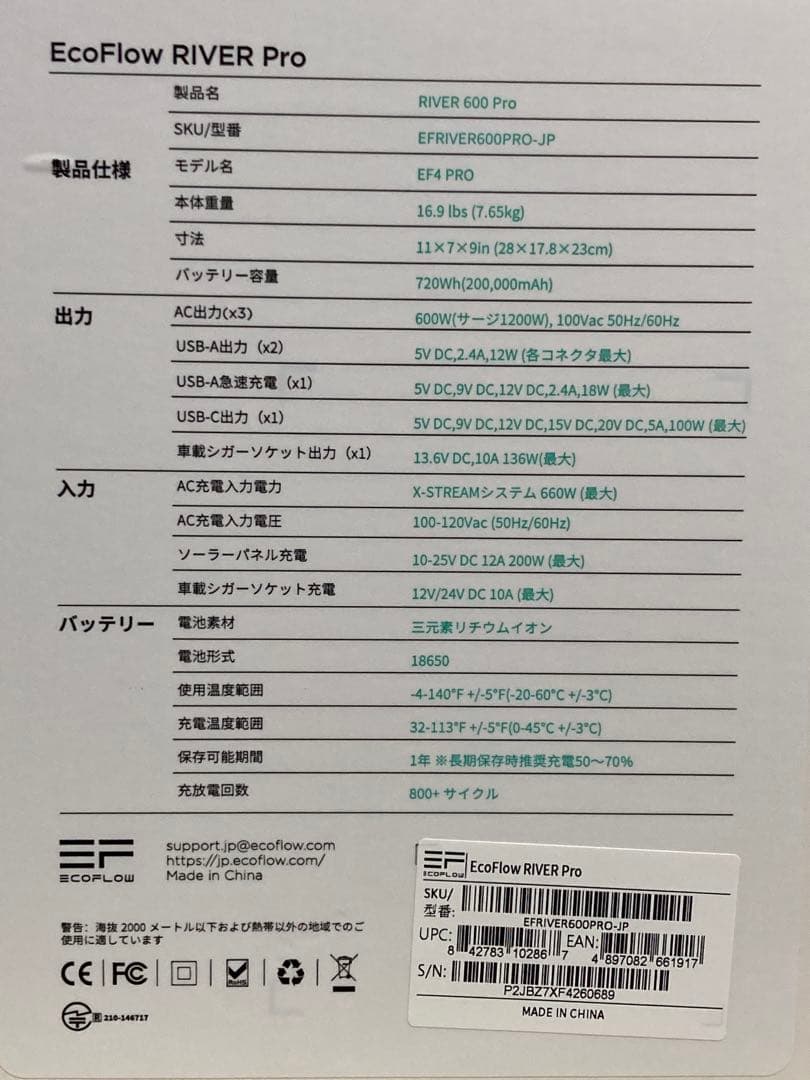 EcoFlow RIVER Pro
製品仕様
製品名 RIVER 600 Pro
SKU/型番 EFRIVER600PRO-JP
モデル名 EF4 PRO
本体重量 16.9 lbs (7.65kg)
寸法 11×7×9in (28×17.8×23cm)
バッテリー容量 720Wh(200,000mAh)
出力
AC出力(x3) 600W(サージ1200W), 100Vac 50Hz/60Hz
USB-A出力（x2） 5V DC,2.4A,12W (各コネクタ最大)
USB-A急速充電（x1） 5V DC,9V DC,12V DC,2.4A,18W (最大)
USB-C出力（x1） 5V DC,9V DC,12V DC,15V DC,20V DC,5A,100W (最大)
車載シガーソケット出力（x1） 13.6V DC,10A 136W(最大)
入力
AC充電入力電力 X-STREAMシステム 660W (最大)
AC充電入力電圧 100-120Vac (50Hz/60Hz)
ソーラーパネル充電 10-25V DC 12A 200W (最大)
車載シガーソケット充電 12V/24V DC 10A (最大)
バッテリー
電池素材 三元素リチウムイオン
電池形式 18650
使用温度範囲 -4-140°F +/-5°F(-20-60°C +/-3°C)
充電温度範囲 32-113°F +/-5°F(0-45°C +/-3°C)
保存可能期間 1年 ※長期保存時推奨充電50～70%
充放電回数 800+ サイクル
EF
ECOFLOW
support.jp@ecoflow.com
https://jp.ecoflow.com/
Made in China
警告：海抜 2000 メートル以下および熱帯以外の地域でのご
使用に適しています
CE FC RoHS
R 210-146717
EF
ECOFLOW
EcoFlow RIVER Pro
SKU/
型番:
EFRIVER600PRO-JP
UPC: 8 42783 10286 7 EAN: 4 897082 661917
S/N:
P2JBZ7XF4260689
MADE IN CHINA